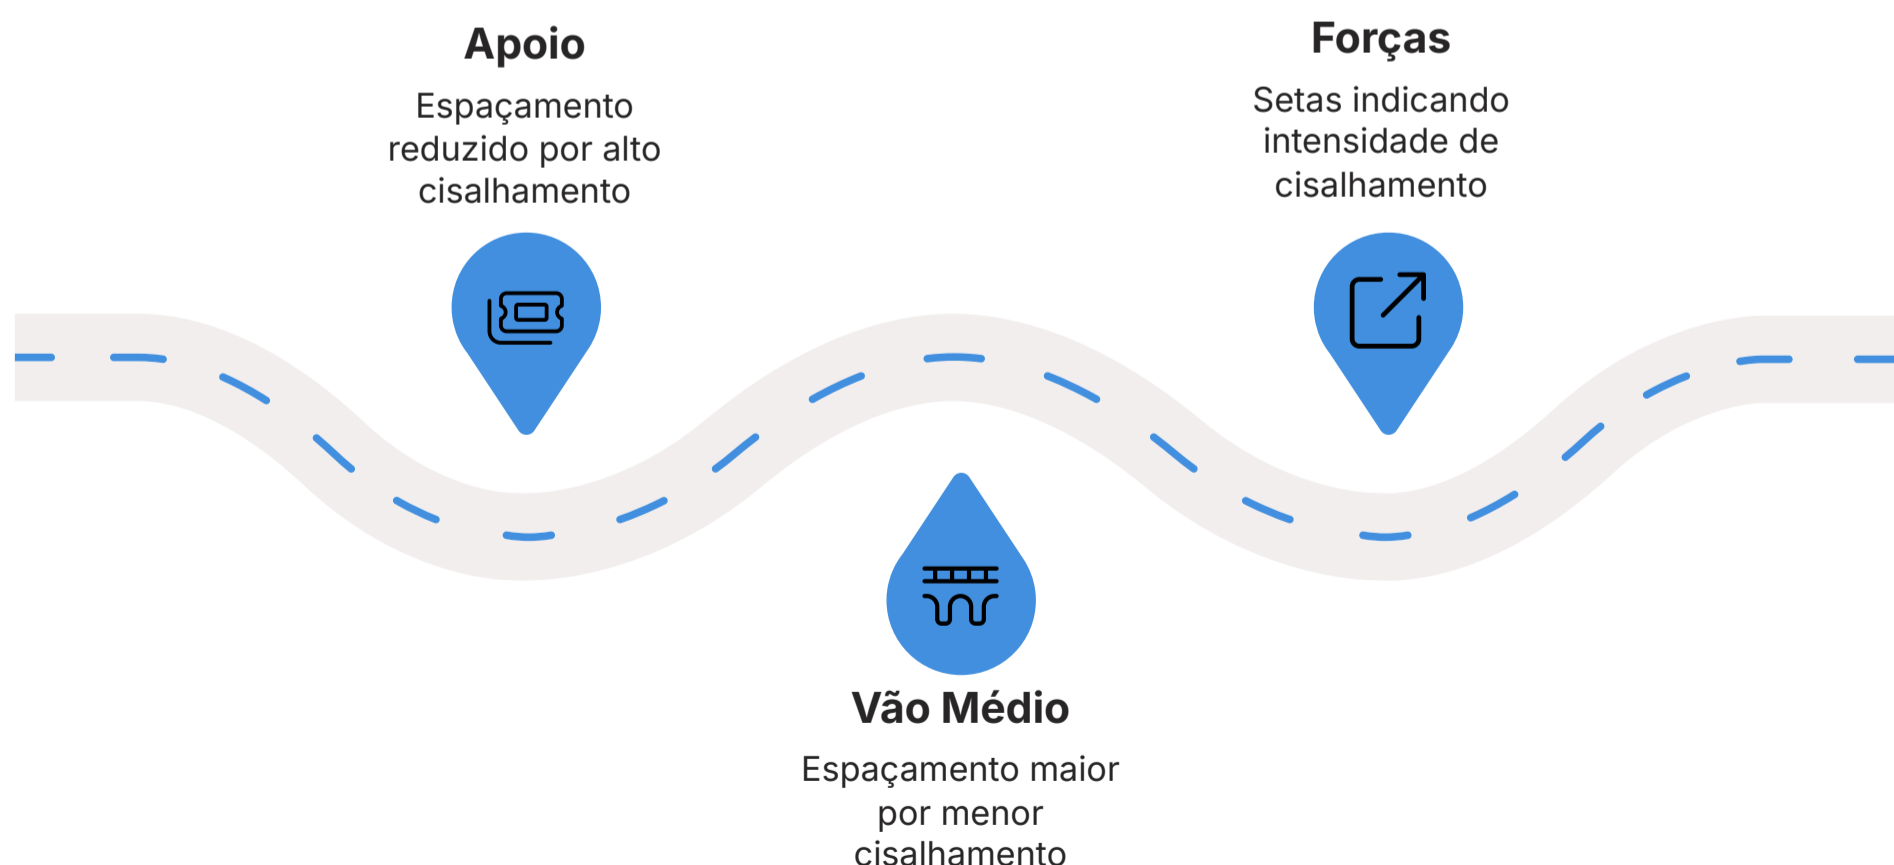 Apoio
Espaçamento
reduzido por alto
cisalhamento
Forças
Setas indicando
intensidade de
cisalhamento
Vão Médio
Espaçamento maior
por menor
cisalhamento